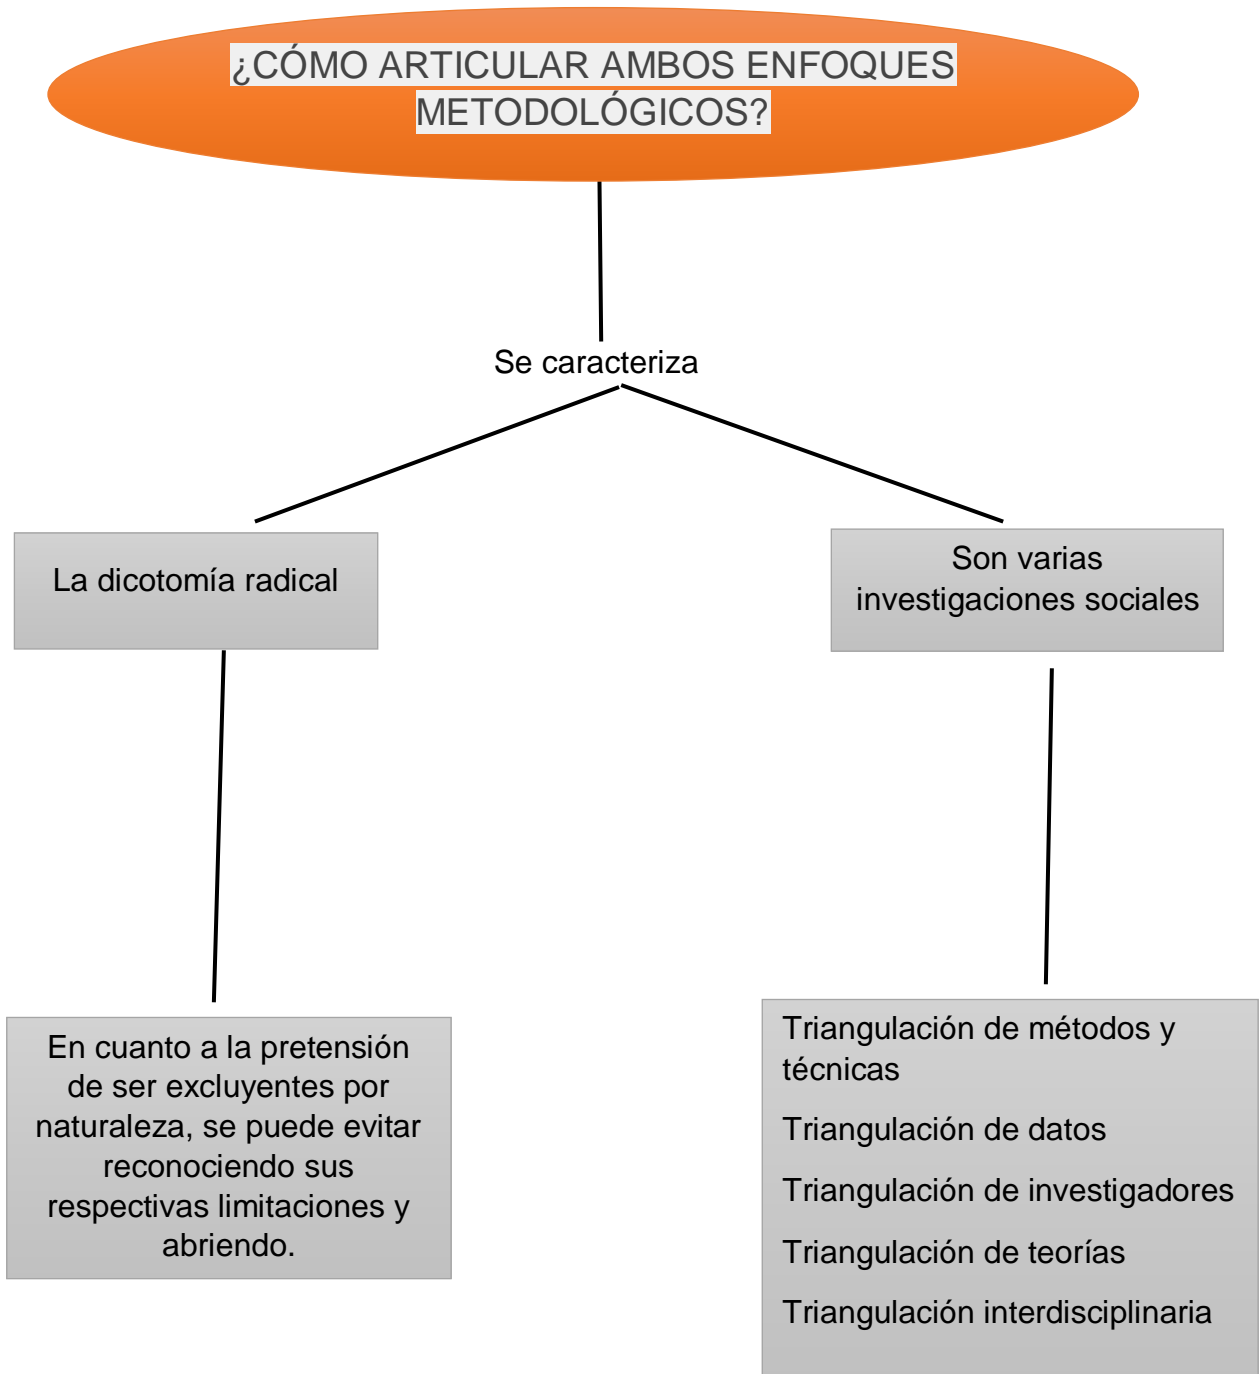 ¿CÓMO ARTICULAR AMBOS ENFOQUES
METODOLÓGICOS?
Se caracteriza
La dicotomía radical
Son varias
investigaciones sociales
En cuanto a la pretensión
de ser excluyentes por
naturaleza, se puede evitar
reconociendo sus
respectivas limitaciones y
abriendo.
Triangulación de métodos y
técnicas
Triangulación de datos
Triangulación de investigadores
Triangulación de teorías
Triangulación interdisciplinaria